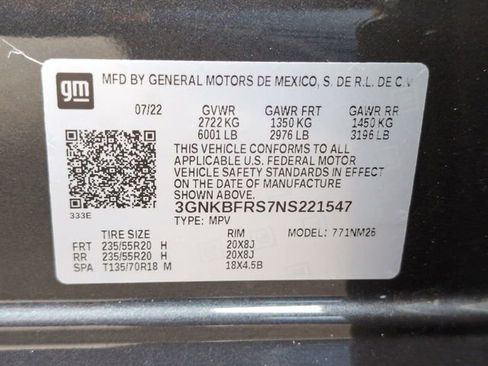 gm
MFD BY GENERAL MOTORS DE MEXICO, S. DE R.L. DE C.V
07/22 GVWR GAWR FRT GAWR RR
2722 KG 1350 KG 1450 KG
6001 LB 2976 LB 3196 LB
THIS VEHICLE CONFORMS TO ALL
APPLICABLE U.S. FEDERAL MOTOR
VEHICLE SAFETY STANDARDS IN EFFECT
ON THE DATE OF MANUFACTURE
SHOWN ABOVE.
333E
3GNKBFRS7NS221547
TYPE: MPV MODEL: 771NM26
TIRE SIZE RIM
FRT 235/55R20 H 20X8J
RR 235/55R20 H 20X8J
SPA T135/70R18 M 18X4.5B